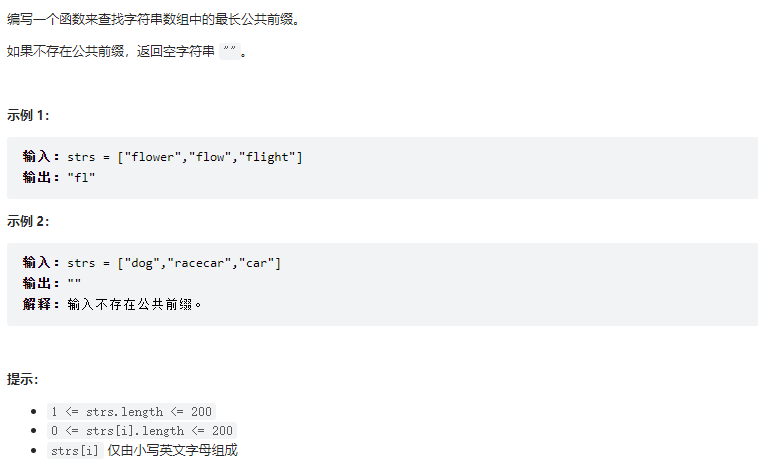 编写一个函数来查找字符串数组中的最长公共前缀。
如果不存在公共前缀，返回空字符串 ""。
示例 1：
输入：strs = ["flower","flow","flight"]
输出："fl"
示例 2：
输入：strs = ["dog","racecar","car"]
输出：""
解释：输入不存在公共前缀。
提示：
1 <= strs.length <= 200
0 <= strs[i].length <= 200
strs[i] 仅由小写英文字母组成